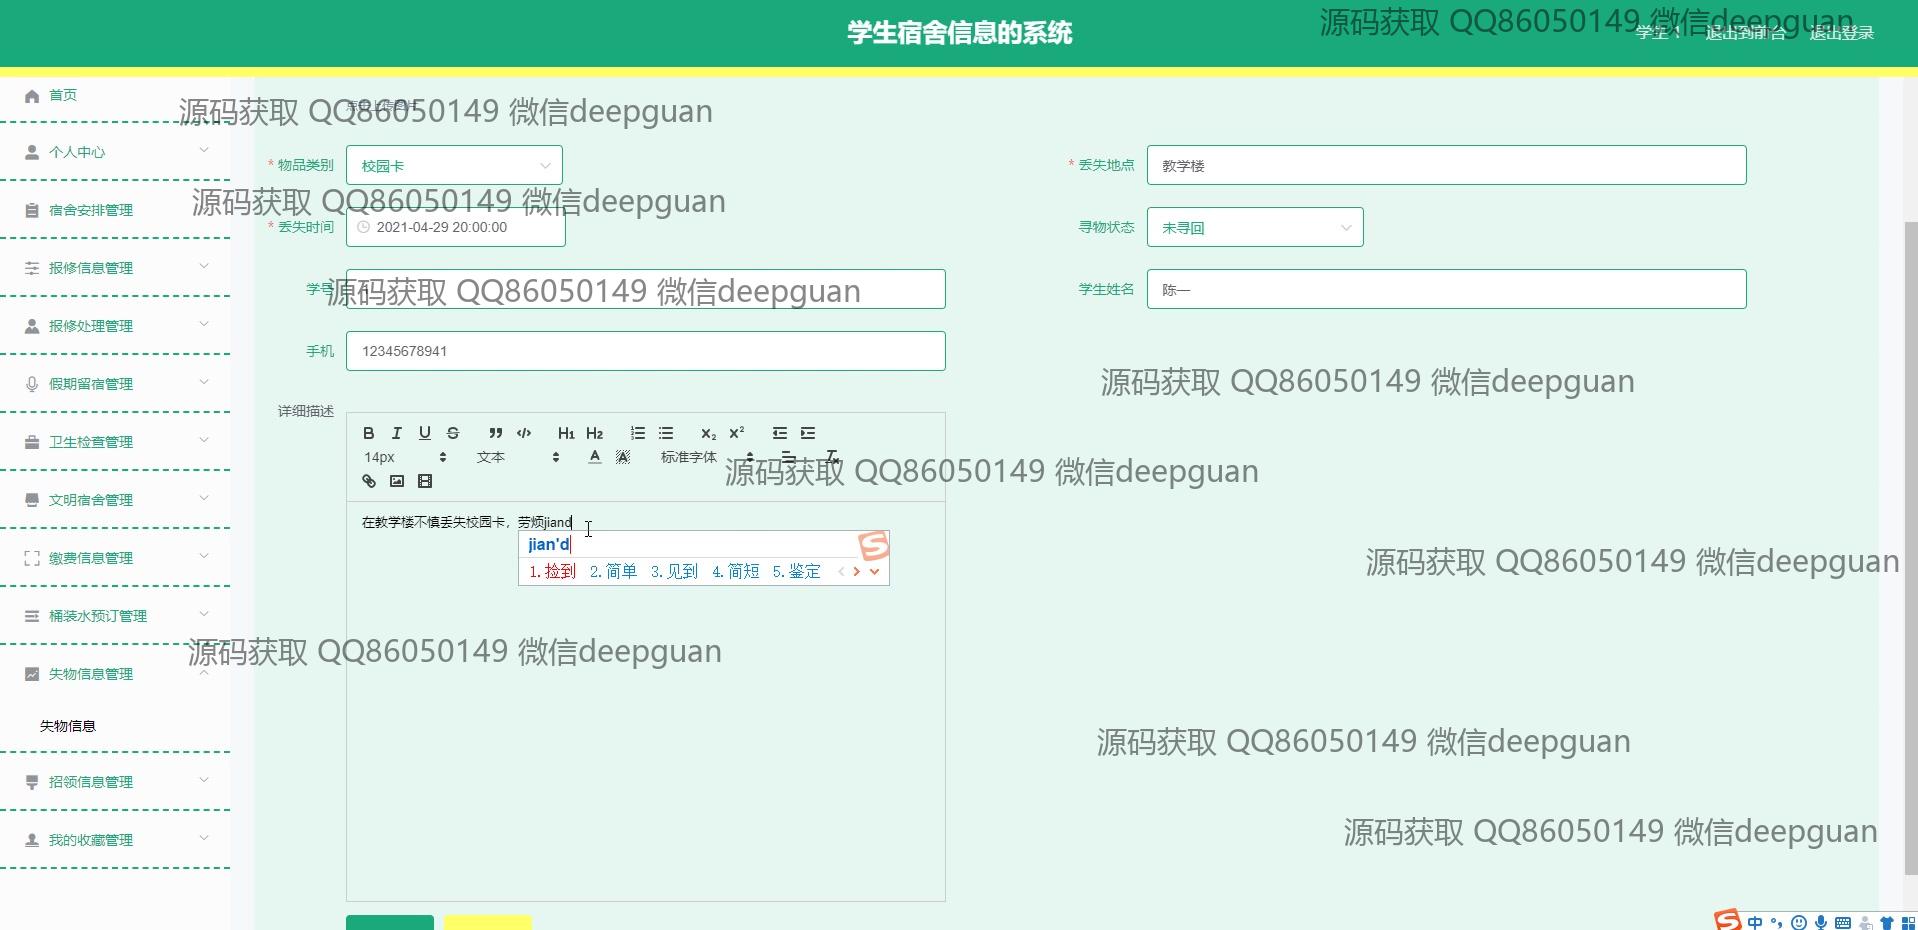 学生宿舍信息的系统
源码获取 QQ86050149 微信deepguan
学生 1 退出到前台 退出登录
首页
点击上传图片
源码获取 QQ86050149 微信deepguan
个人中心
* 物品类别 校园卡
* 丢失地点 教学楼
宿舍安排管理
源码获取 QQ86050149 微信deepguan
* 丢失时间 2021-04-29 20:00:00
寻物状态 未寻回
报修信息管理
学号
源码获取 QQ86050149 微信deepguan
学生姓名 陈一
报修处理管理
手机 12345678941
假期留宿管理
源码获取 QQ86050149 微信deepguan
详细描述
卫生检查管理
B I U S H1 H2 X2 X2
14px 文本 A A 标准字体
源码获取 QQ86050149 微信deepguan
文明宿舍管理
在教学楼不慎丢失校园卡，劳烦jiand
jian'd
1.捡到 2.简单 3.见到 4.简短 5.鉴定
缴费信息管理
源码获取 QQ86050149 微信deepguan
桶装水预订管理
源码获取 QQ86050149 微信deepguan
失物信息管理
失物信息
源码获取 QQ86050149 微信deepguan
招领信息管理
源码获取 QQ86050149 微信deepguan
我的收藏管理
中